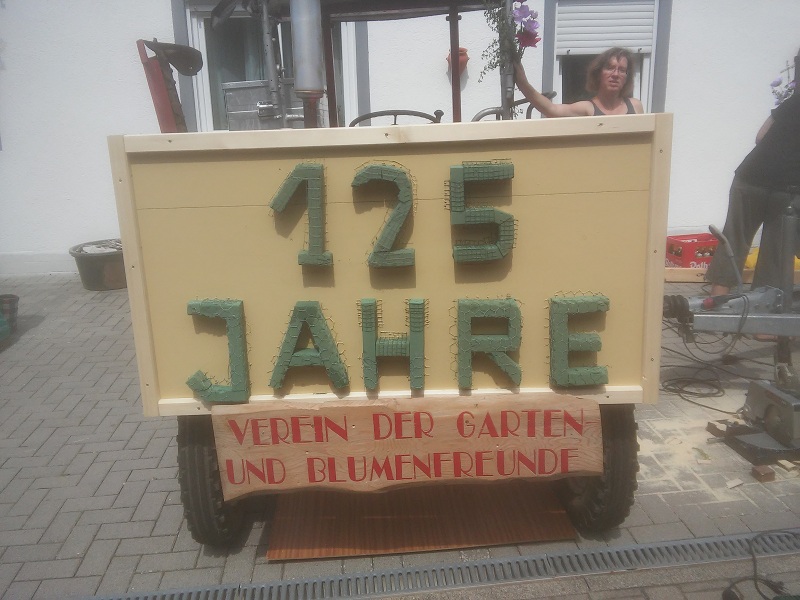 125
JAHRE
VEREIN DER GARTEN-
UND BLUMENFREUNDE